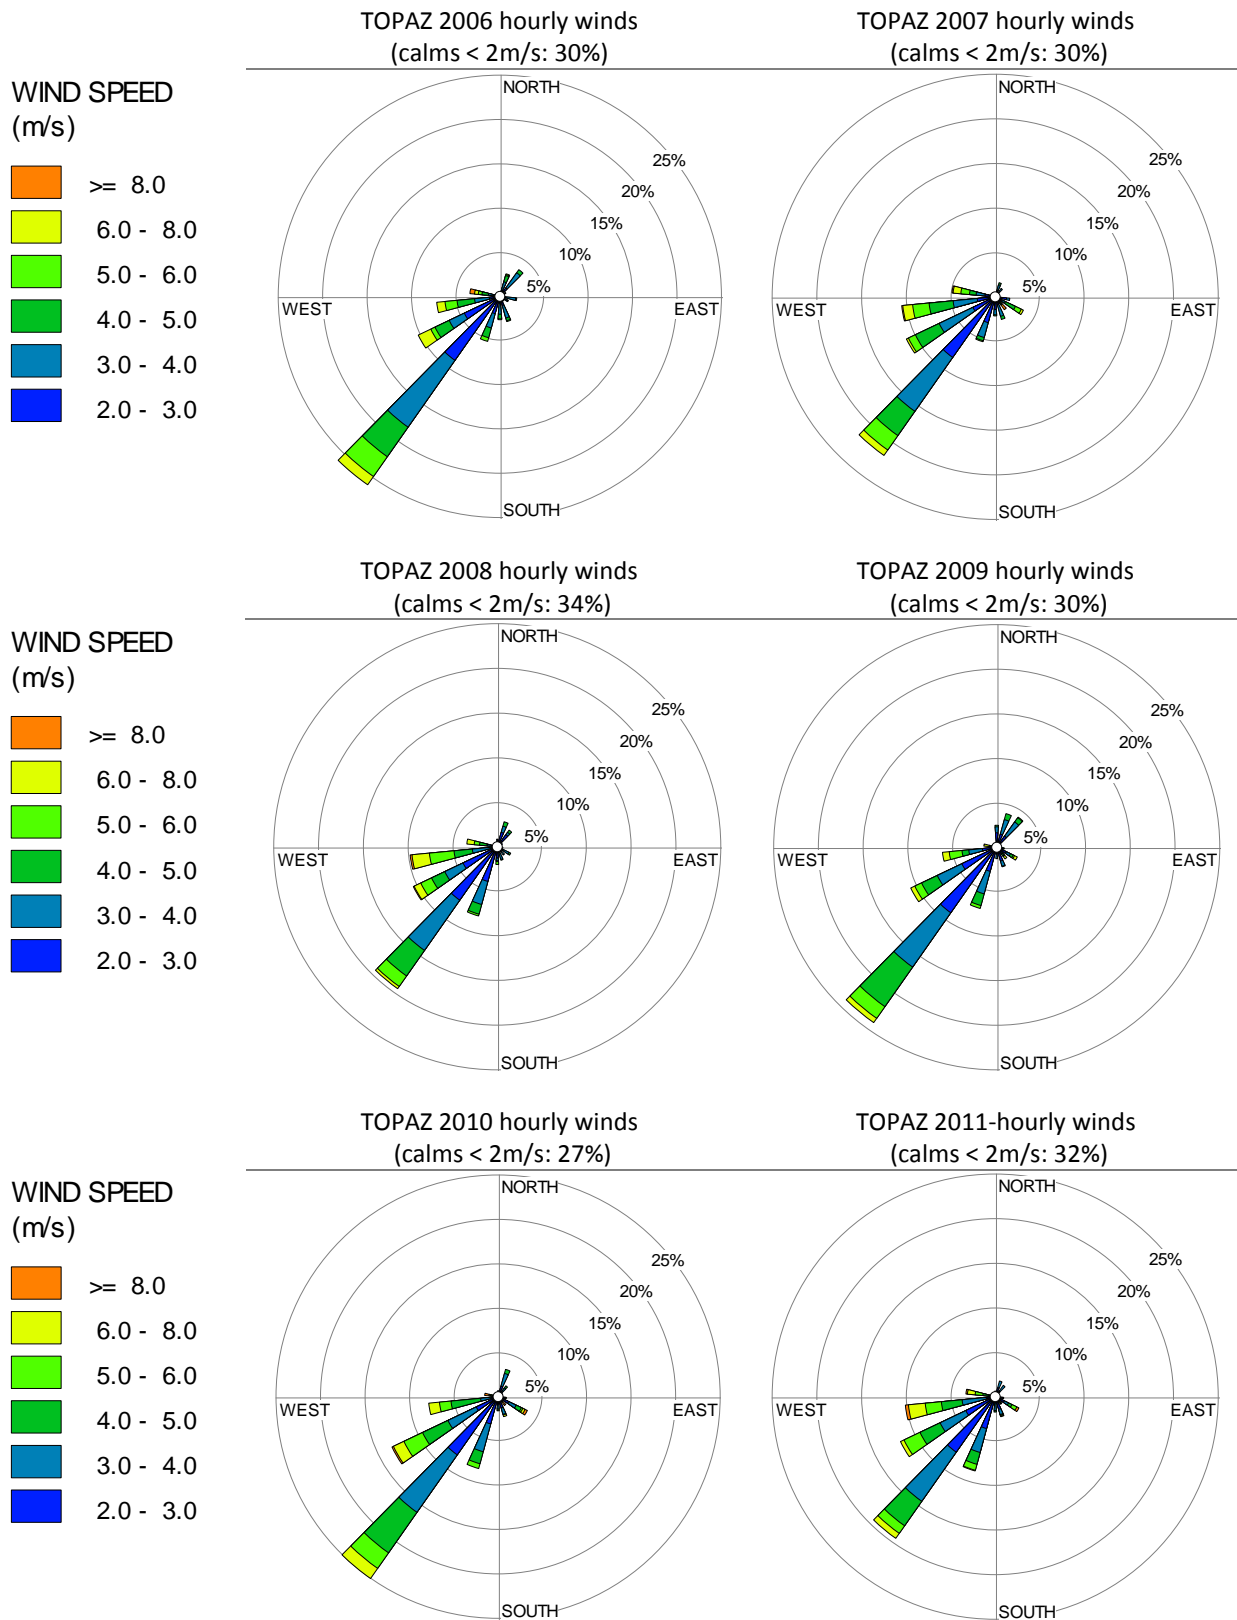 TOPAZ 2006 hourly winds
(calms < 2m/s: 30%)
TOPAZ 2007 hourly winds
(calms < 2m/s: 30%)
WIND SPEED
(m/s)
>= 8.0
6.0 - 8.0
5.0 - 6.0
4.0 - 5.0
3.0 - 4.0
2.0 - 3.0
NORTH
25%
20%
15%
10%
5%
WEST
EAST
SOUTH
NORTH
25%
20%
15%
10%
5%
WEST
EAST
SOUTH
TOPAZ 2008 hourly winds
(calms < 2m/s: 34%)
TOPAZ 2009 hourly winds
(calms < 2m/s: 30%)
WIND SPEED
(m/s)
>= 8.0
6.0 - 8.0
5.0 - 6.0
4.0 - 5.0
3.0 - 4.0
2.0 - 3.0
NORTH
25%
20%
15%
10%
5%
WEST
EAST
SOUTH
NORTH
25%
20%
15%
10%
5%
WEST
EAST
SOUTH
TOPAZ 2010 hourly winds
(calms < 2m/s: 27%)
TOPAZ 2011-hourly winds
(calms < 2m/s: 32%)
WIND SPEED
(m/s)
>= 8.0
6.0 - 8.0
5.0 - 6.0
4.0 - 5.0
3.0 - 4.0
2.0 - 3.0
NORTH
25%
20%
15%
10%
5%
WEST
EAST
SOUTH
NORTH
25%
20%
15%
10%
5%
WEST
EAST
SOUTH